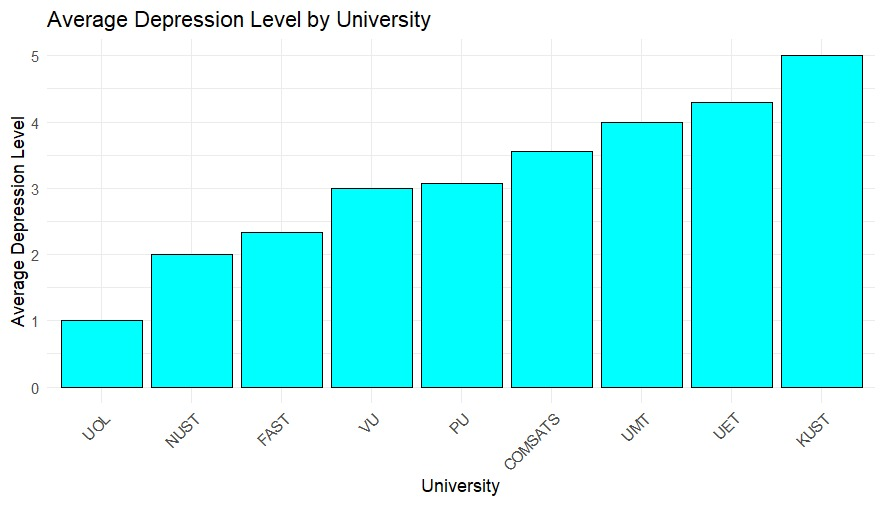 Average Depression Level by University
Average Depression Level
5
4
3
2
1
0
UOL
NUST
FAST
VU
PU
COMSATS
UMT
UET
KUST
University